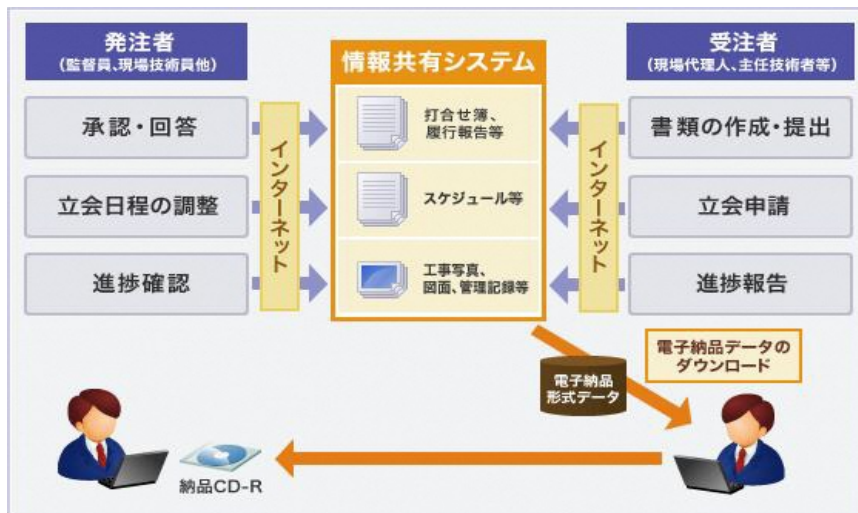 発注者
(監督員、現場技術員他)
承認・回答
立会日程の調整
進捗確認
インターネット
情報共有システム
打合せ簿、
履行報告等
スケジュール等
工事写真、
図面、管理記録等
インターネット
受注者
(現場代理人、主任技術者等)
書類の作成・提出
立会申請
進捗報告
電子納品データの
ダウンロード
電子納品
形式データ
納品CD-R